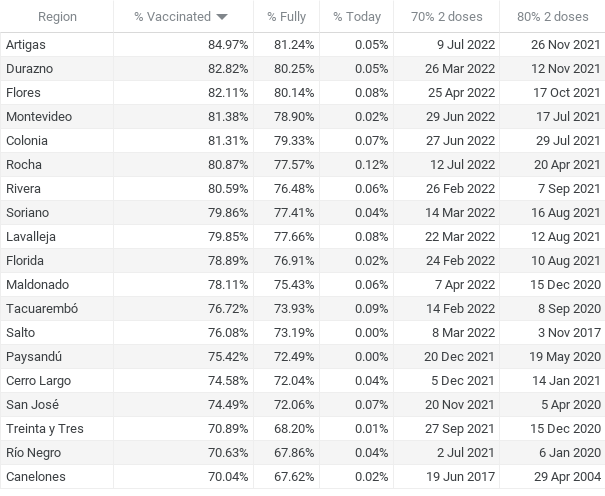 Region % Vaccinated % Fully % Today 70% 2 doses 80% 2 doses
Artigas 84.97% 81.24% 0.05% 9 Jul 2022 26 Nov 2021
Durazno 82.82% 80.25% 0.05% 26 Mar 2022 12 Nov 2021
Flores 82.11% 80.14% 0.08% 25 Apr 2022 17 Oct 2021
Montevideo 81.38% 78.90% 0.02% 29 Jun 2022 17 Jul 2021
Colonia 81.31% 79.33% 0.07% 27 Jun 2022 29 Jul 2021
Rocha 80.87% 77.57% 0.12% 12 Jul 2022 20 Apr 2021
Rivera 80.59% 76.48% 0.06% 26 Feb 2022 7 Sep 2021
Soriano 79.86% 77.41% 0.04% 14 Mar 2022 16 Aug 2021
Lavalleja 79.85% 77.66% 0.08% 22 Mar 2022 12 Aug 2021
Florida 78.89% 76.91% 0.02% 24 Feb 2022 10 Aug 2021
Maldonado 78.11% 75.43% 0.06% 7 Apr 2022 15 Dec 2020
Tacuarembó 76.72% 73.93% 0.09% 14 Feb 2022 8 Sep 2020
Salto 76.08% 73.19% 0.00% 8 Mar 2022 3 Nov 2017
Paysandú 75.42% 72.49% 0.00% 20 Dec 2021 19 May 2020
Cerro Largo 74.58% 72.04% 0.04% 5 Dec 2021 14 Jan 2021
San José 74.49% 72.06% 0.07% 20 Nov 2021 5 Apr 2020
Treinta y Tres 70.89% 68.20% 0.01% 27 Sep 2021 15 Dec 2020
Río Negro 70.63% 67.86% 0.04% 2 Jul 2021 6 Jan 2020
Canelones 70.04% 67.62% 0.02% 19 Jun 2017 29 Apr 2004